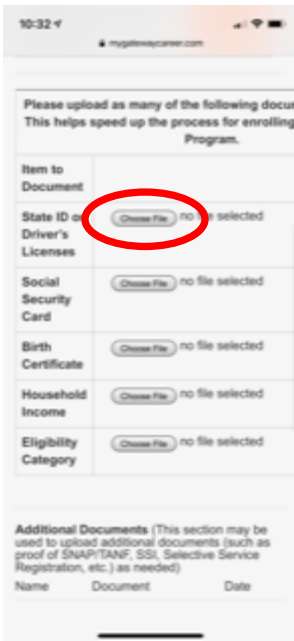 10:32
mygatewaycareer.com
Please upload as many of the following docu
This helps speed up the process for enrolling
Program.
Item to
Document
State ID o
Driver's
Licenses
Choose File no file selected
Social
Security
Card
Choose File no file selected
Birth
Certificate
Choose File no file selected
Household
Income
Choose File no file selected
Eligibility
Category
Choose File no file selected
Additional Documents (This section may be
used to upload additional documents (such as
proof of SNAP/TANF, SSI, Selective Service
Registration, etc.) as needed)
Name Document Date